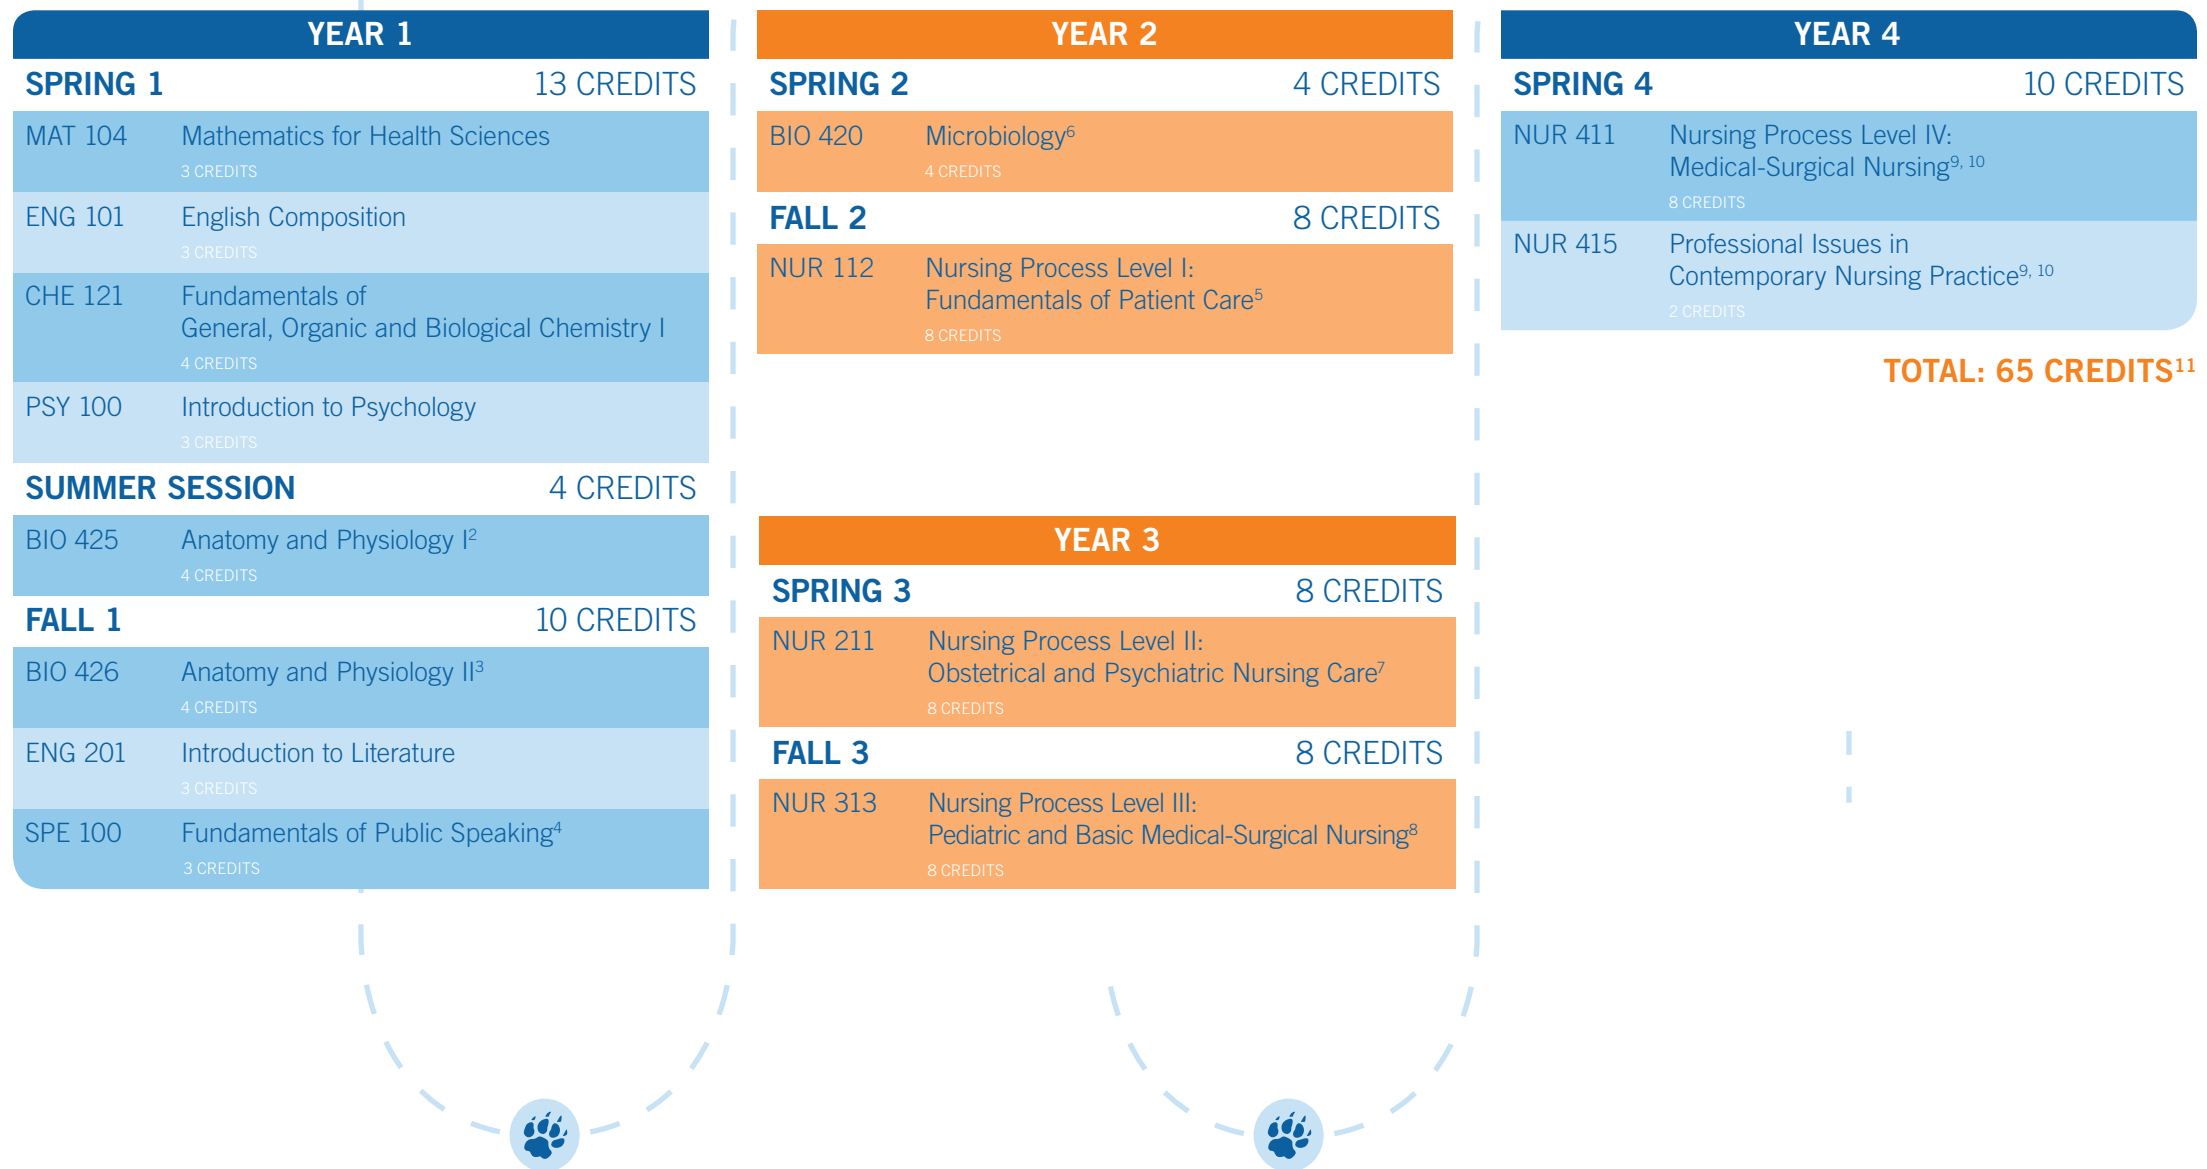 YEAR 1
SPRING 1 13 CREDITS
MAT 104 Mathematics for Health Sciences
3 CREDITS
ENG 101 English Composition
3 CREDITS
CHE 121 Fundamentals of
General, Organic and Biological Chemistry I
4 CREDITS
PSY 100 Introduction to Psychology
3 CREDITS
SUMMER SESSION 4 CREDITS
BIO 425 Anatomy and Physiology I²
4 CREDITS
FALL 1 10 CREDITS
BIO 426 Anatomy and Physiology II³
4 CREDITS
ENG 201 Introduction to Literature
3 CREDITS
SPE 100 Fundamentals of Public Speaking⁴
3 CREDITS
YEAR 2
SPRING 2 4 CREDITS
BIO 420 Microbiology⁶
4 CREDITS
FALL 2 8 CREDITS
NUR 112 Nursing Process Level I:
Fundamentals of Patient Care⁵
8 CREDITS
YEAR 3
SPRING 3 8 CREDITS
NUR 211 Nursing Process Level II:
Obstetrical and Psychiatric Nursing Care⁷
8 CREDITS
FALL 3 8 CREDITS
NUR 313 Nursing Process Level III:
Pediatric and Basic Medical-Surgical Nursing⁸
8 CREDITS
YEAR 4
SPRING 4 10 CREDITS
NUR 411 Nursing Process Level IV:
Medical-Surgical Nursing⁹, ¹⁰
8 CREDITS
NUR 415 Professional Issues in
Contemporary Nursing Practice⁹, ¹⁰
2 CREDITS
TOTAL: 65 CREDITS¹¹